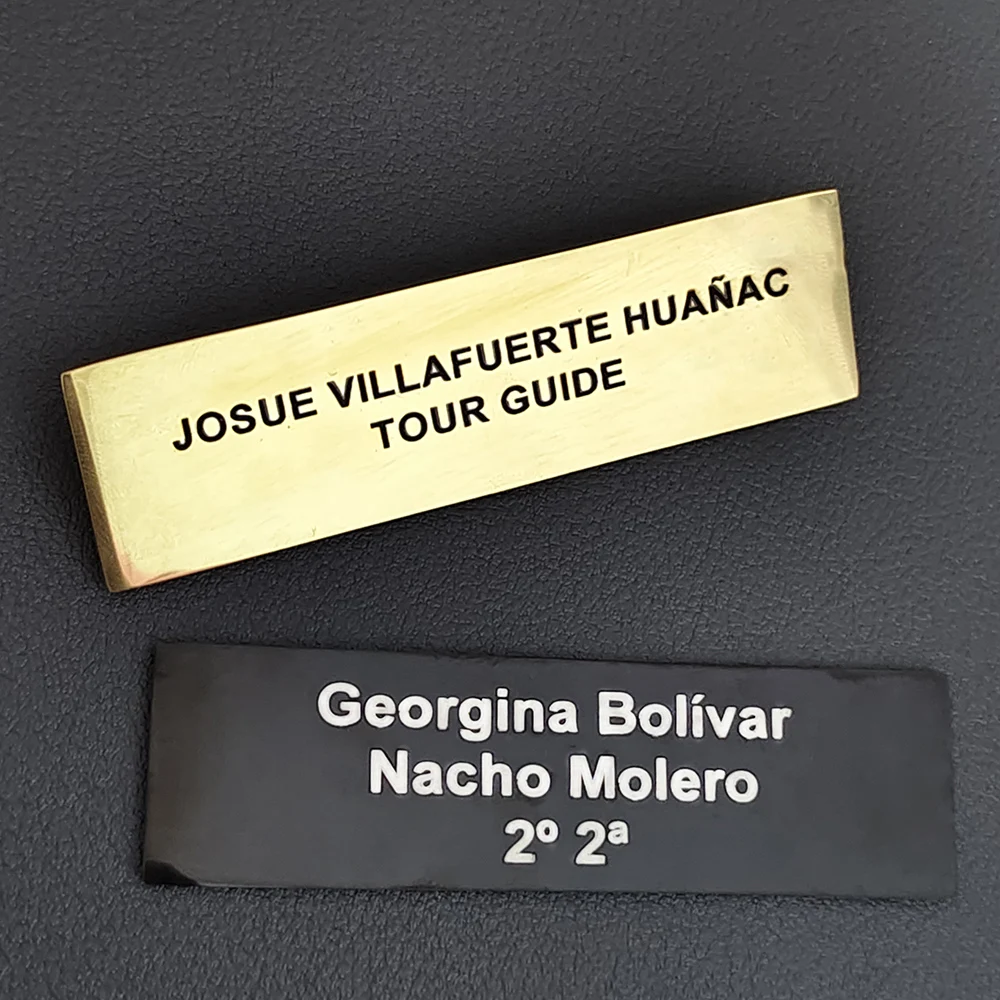 JOSUE VILLAFUERTE HUAÑAC
TOUR GUIDE
Georgina Bolívar
Nacho Molero
2º 2ª